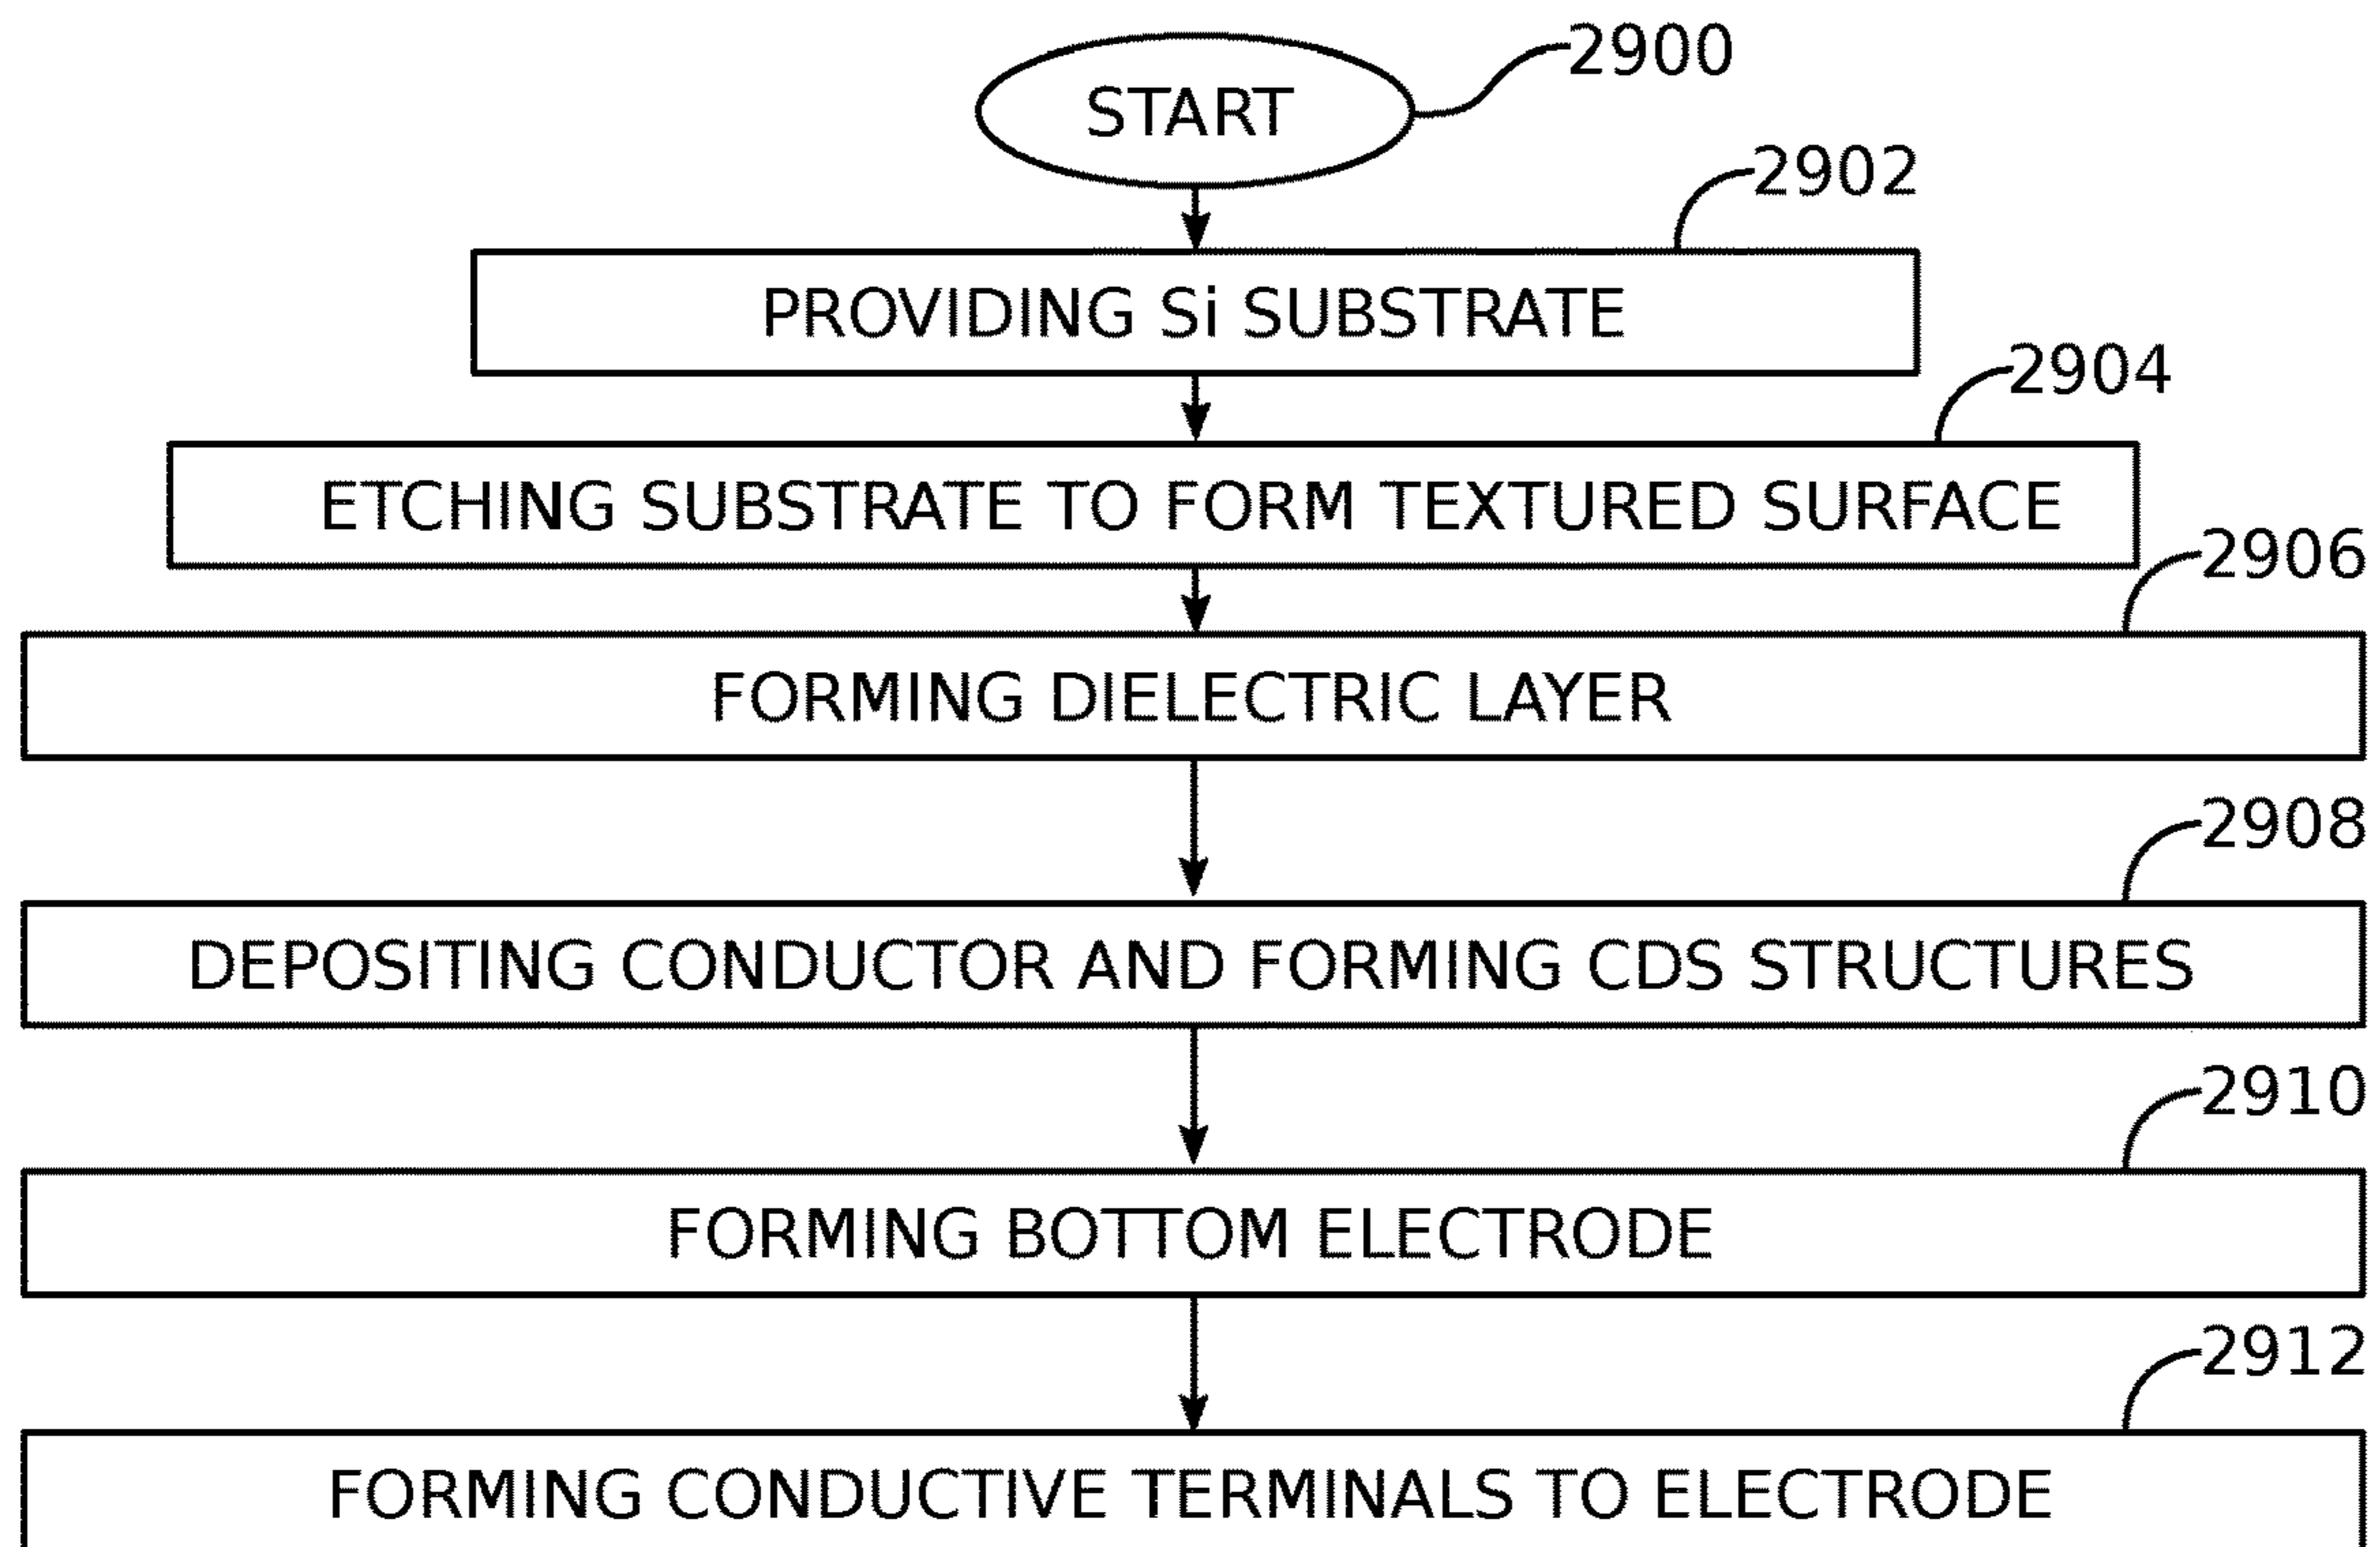 2900
START
2902
PROVIDING Si SUBSTRATE
2904
ETCHING SUBSTRATE TO FORM TEXTURED SURFACE
2906
FORMING DIELECTRIC LAYER
2908
DEPOSITING CONDUCTOR AND FORMING CDS STRUCTURES
2910
FORMING BOTTOM ELECTRODE
2912
FORMING CONDUCTIVE TERMINALS TO ELECTRODE